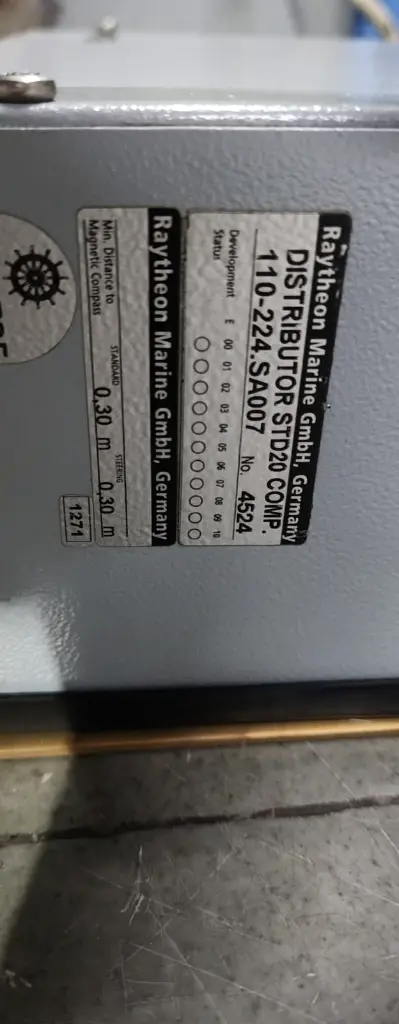 Raytheon Marine GmbH, Germany
DISTRIBUTOR STD20 COMP.
110-224.SA007 No. 4524
Development Status E 00 01 02 03 04 05 06 07 08 09 10
Raytheon Marine GmbH, Germany
Min. Distance to Magnetic Compass
STANDARD 0,30 m STEERING 0,30 m
1271